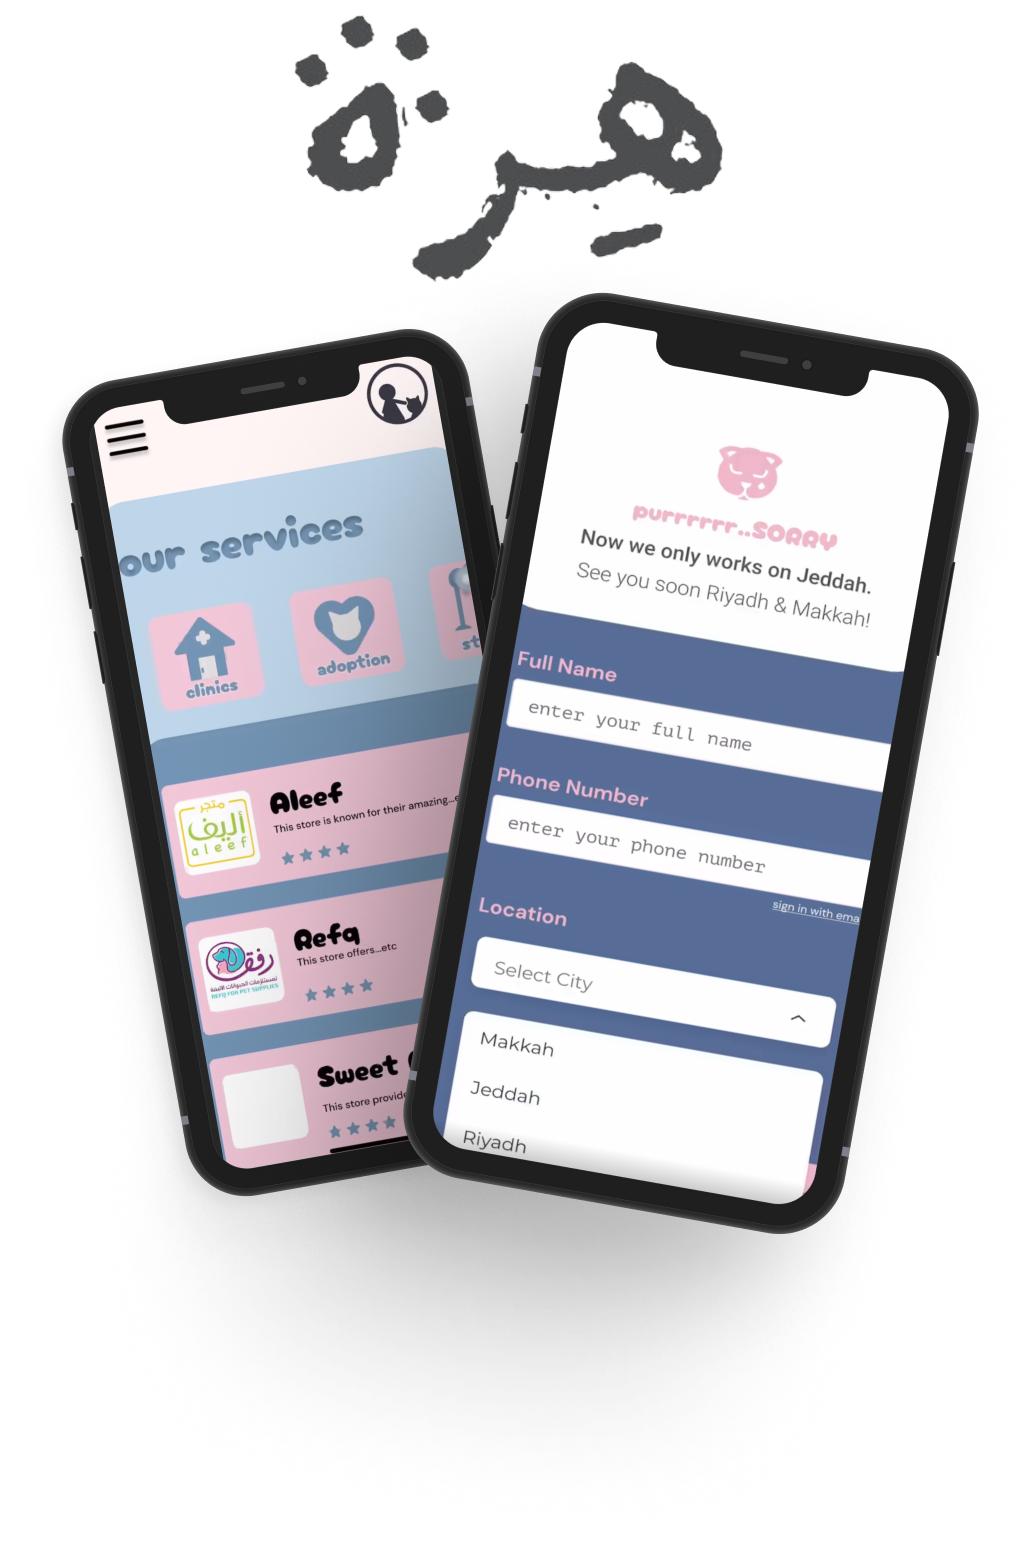 هرة
our services
clinics
adoption
st
متجر
أليف
aleef
Aleef
This store is known for their amazing...e
رفق
لمستلزمات الحيوانات الأليفة
REFQ FOR PET SUPPLIES
Refq
This store offers...etc
Sweet
This store provide
purrrrrr..SORRY
Now we only works on Jeddah.
See you soon Riyadh & Makkah!
Full Name
enter your full name
Phone Number
enter your phone number
sign in with ema
Location
Select City
Makkah
Jeddah
Riyadh